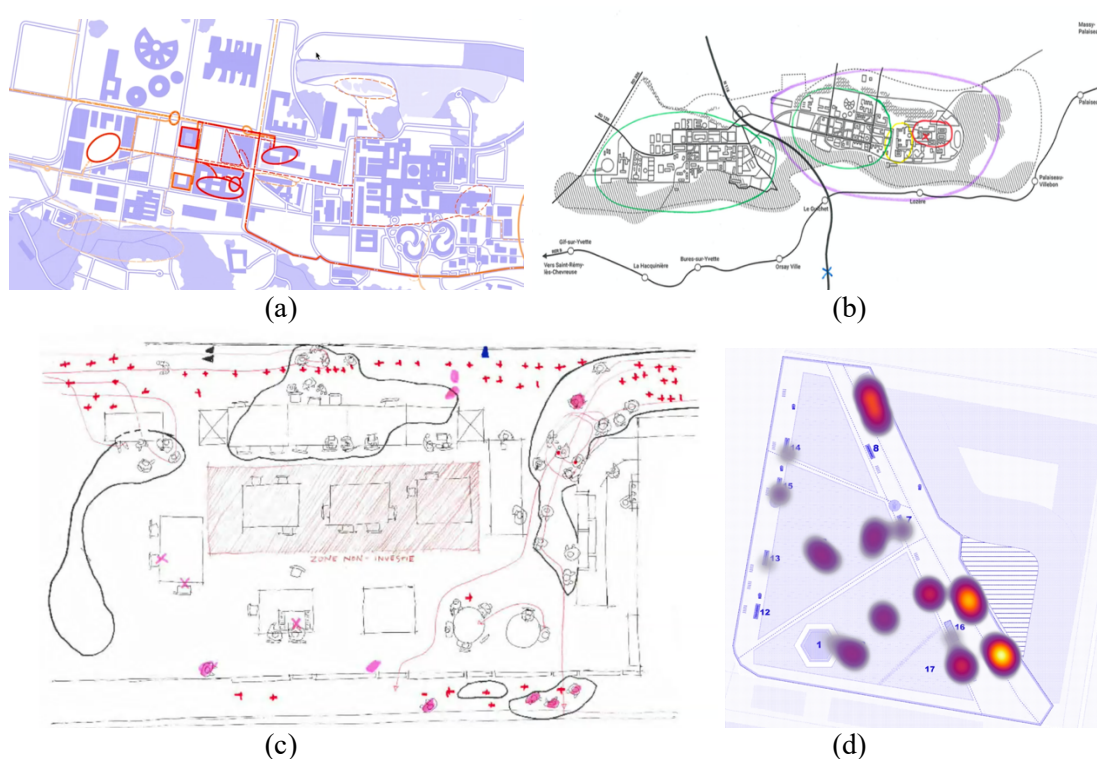 Massy-
Palaiseau
Palaiseau
Palaiseau-
Villebon
Le Guichet
Lozère
Gif-sur-Yvette
Vers Saint-Rémy-
lès-Chevreuse
La Hacquinière
Bures-sur-Yvette
Orsay Ville
(a)
(b)
ZONE NON-INVESTIE
8
14
15
7
13
12
16
1
17
(c)
(d)